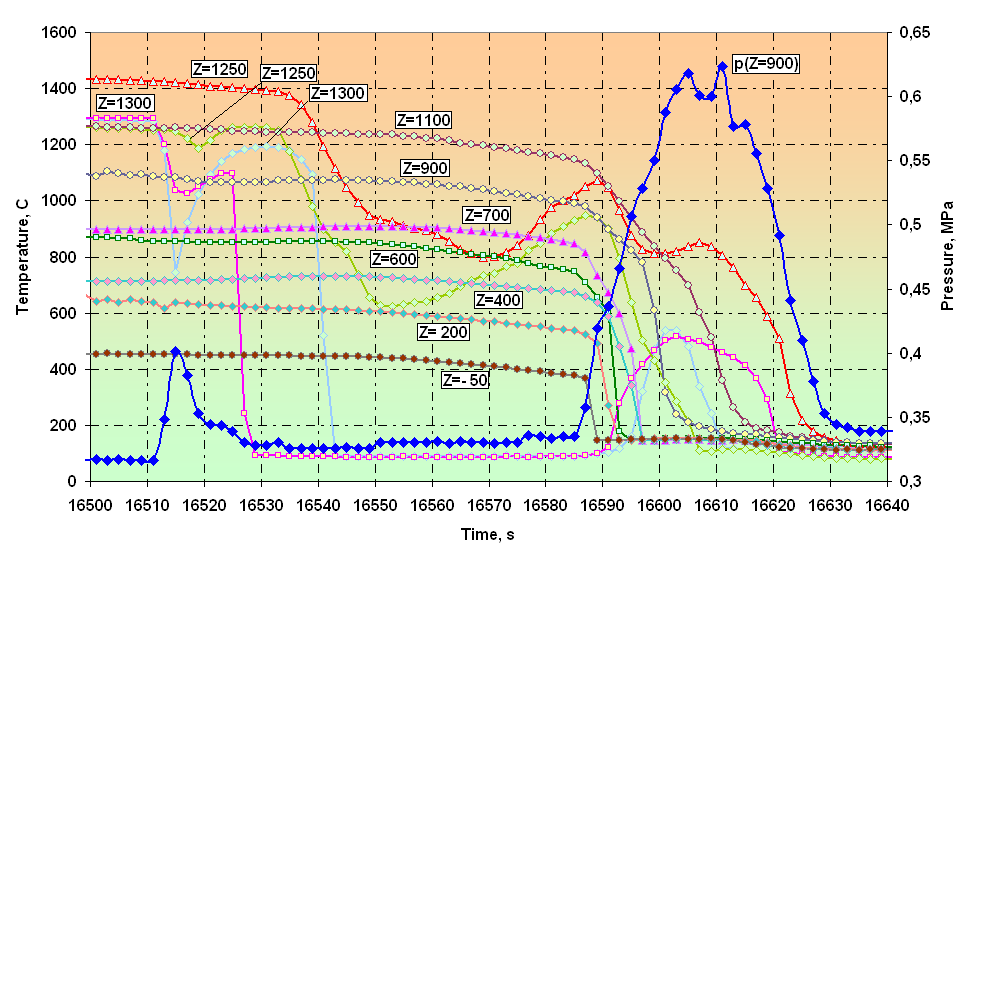 1600
1400
1200
1000
800
600
400
200
0
Temperature, C
Z=1250
Z=1250
Z=1300
Z=1300
Z=1100
Z=900
Z=700
Z=600
Z=400
Z= 200
Z=- 50
p(Z=900)
0,65
0,6
0,55
0,5
0,45
0,4
0,35
0,3
Pressure, MPa
16500 16510 16520 16530 16540 16550 16560 16570 16580 16590 16600 16610 16620 16630 16640
Time, s